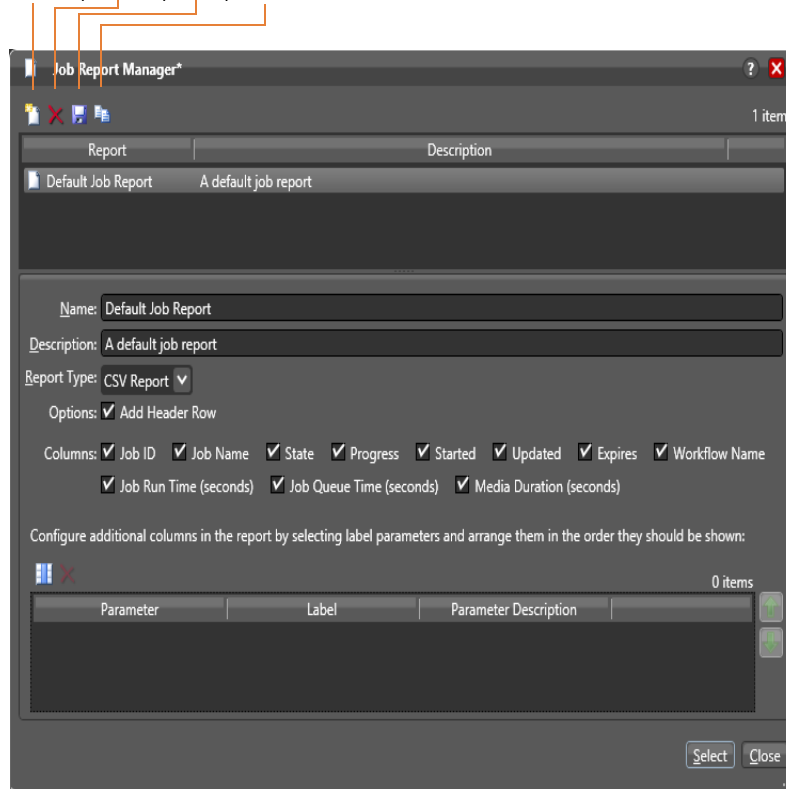 Job Report Manager*
?
1 item
Report Description
Default Job Report A default job report
Name: Default Job Report
Description: A default job report
Report Type: CSV Report
Options: Add Header Row
Columns: Job ID Job Name State Progress Started Updated Expires Workflow Name
Job Run Time (seconds) Job Queue Time (seconds) Media Duration (seconds)
Configure additional columns in the report by selecting label parameters and arrange them in the order they should be shown:
0 items
Parameter Label Parameter Description
Select Close